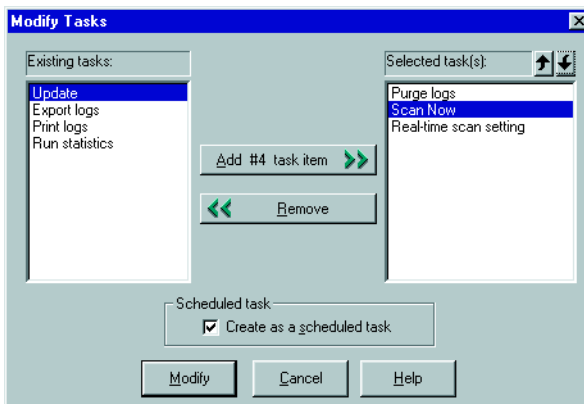 Modify Tasks
Existing tasks:
Update
Export logs
Print logs
Run statistics
Add #4 task item
Remove
Selected task(s):
Purge logs
Scan Now
Real-time scan setting
Scheduled task
Create as a scheduled task
Modify
Cancel
Help